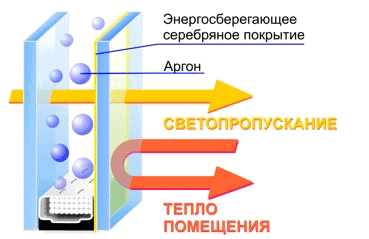 Энергосберегающее
серебряное покрытие
Аргон
СВЕТОПРОПУСКАНИЕ
ТЕПЛО
ПОМЕЩЕНИЯ